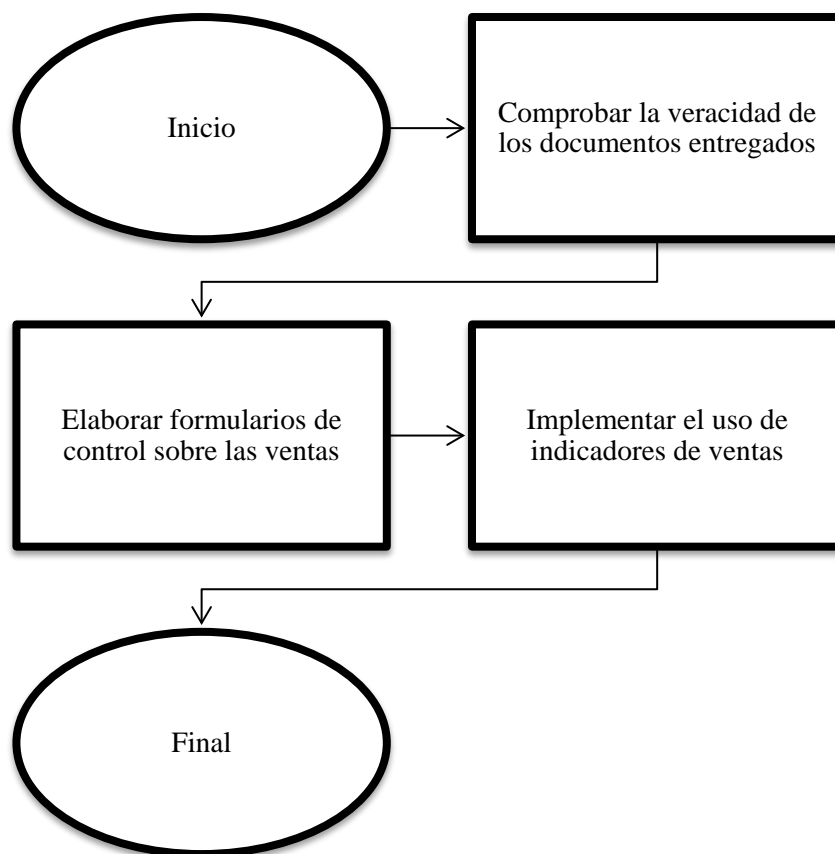 Inicio
Comprobar la veracidad de
los documentos entregados
Elaborar formularios de
control sobre las ventas
Implementar el uso de
indicadores de ventas
Final